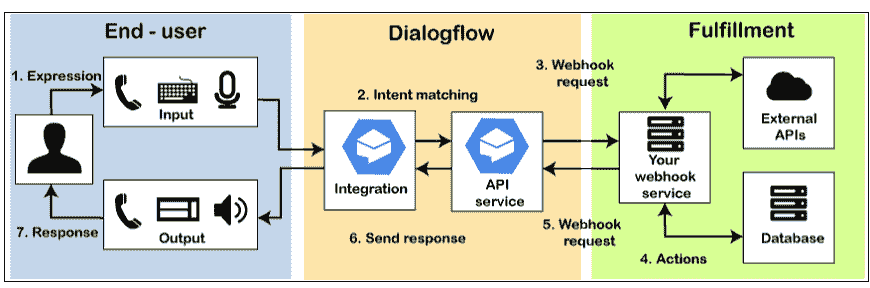 End - user
Dialogflow
Fulfillment
1. Expression
Input
2. Intent matching
3. Webhook
request
External
APIs
Integration
API
service
Your
webhook
service
7. Response
Output
6. Send response
5. Webhook
request
4. Actions
Database